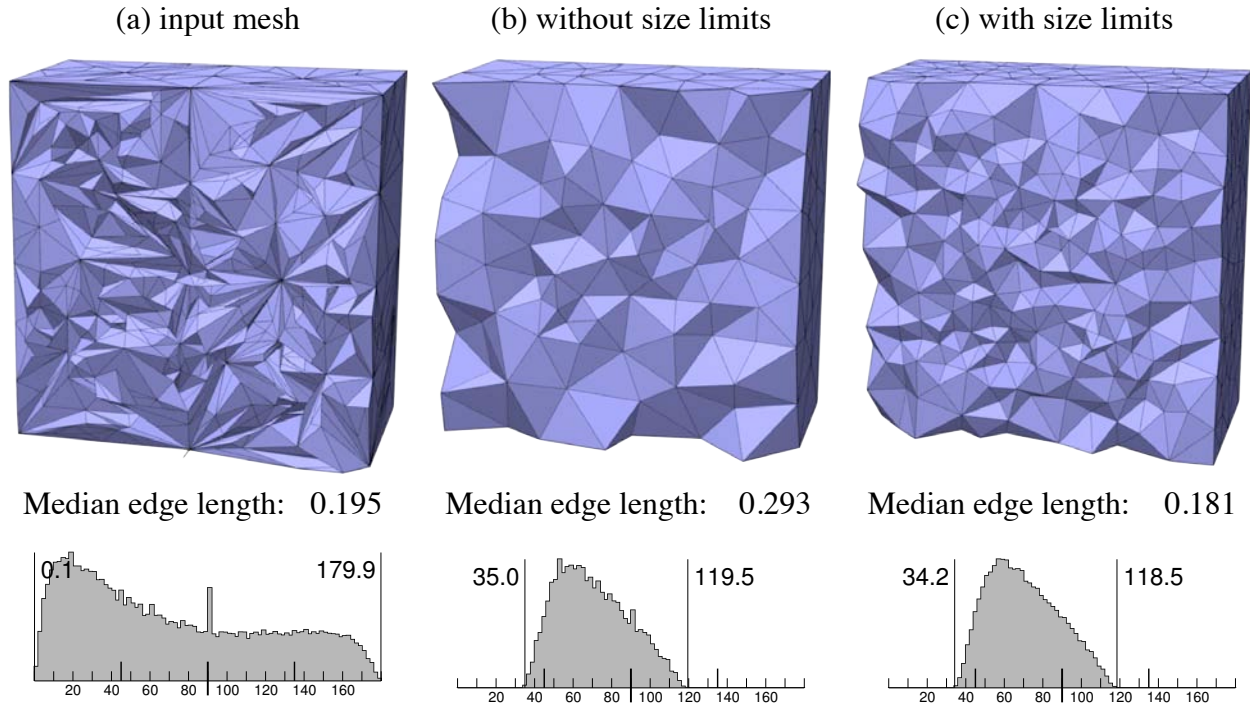 (a) input mesh (b) without size limits (c) with size limits
Median edge length: 0.195 Median edge length: 0.293 Median edge length: 0.181
0.1 179.9 35.0 119.5 34.2 118.5
20 40 60 80 100 120 140 160 20 40 60 80 100 120 140 160 20 40 60 80 100 120 140 160